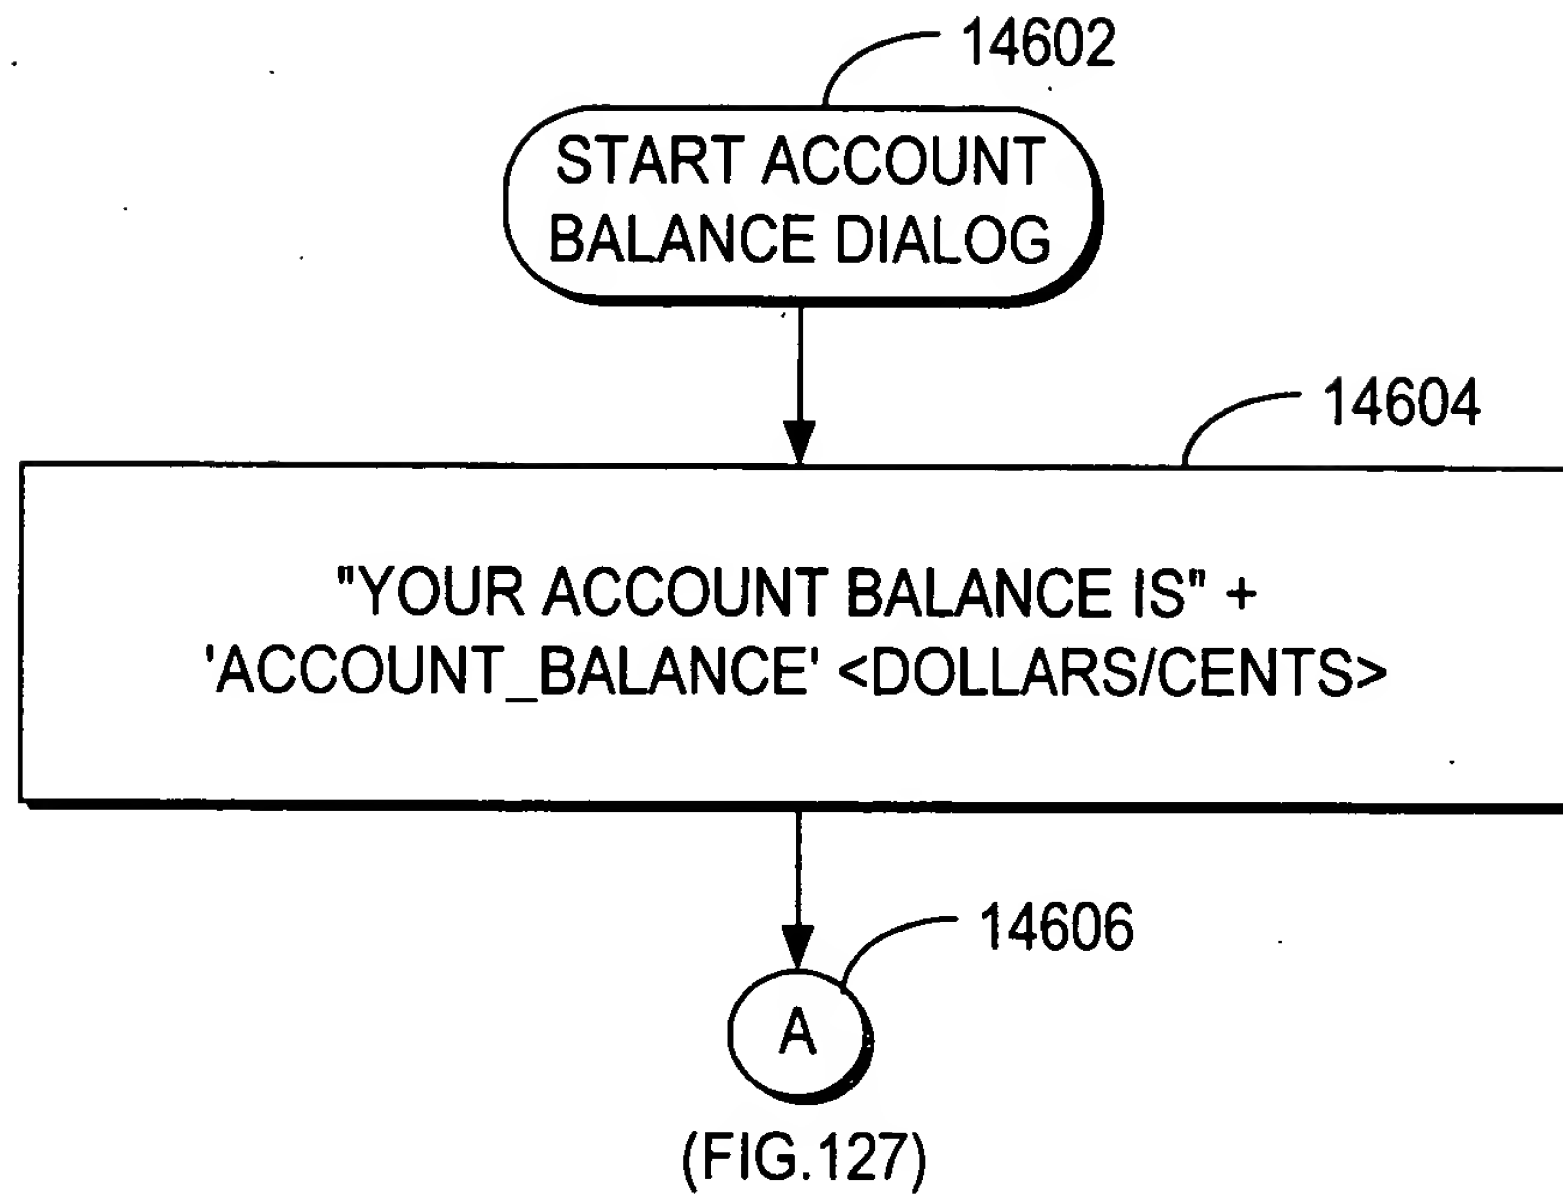 14602
START ACCOUNT
BALANCE DIALOG
14604
"YOUR ACCOUNT BALANCE IS" +
'ACCOUNT_BALANCE' <DOLLARS/CENTS>
14606
A
(FIG.127)